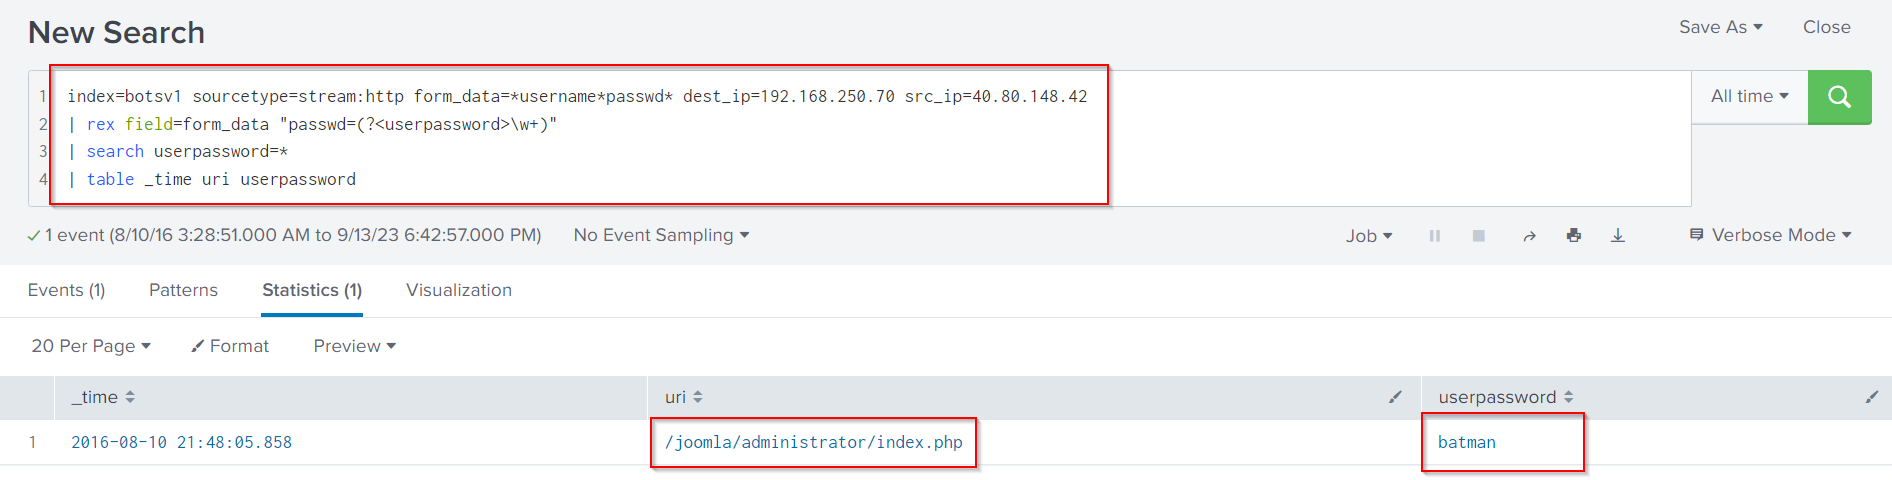 New Search
Save As Close
1 index=botsv1 sourcetype=stream:http form_data=*username*passwd* dest_ip=192.168.250.70 src_ip=40.80.148.42
2 | rex field=form_data "passwd=(?<userpassword>\w+)"
3 | search userpassword=*
4 | table _time uri userpassword
All time
1 event (8/10/16 3:28:51.000 AM to 9/13/23 6:42:57.000 PM) No Event Sampling Job Verbose Mode
Events (1) Patterns Statistics (1) Visualization
20 Per Page Format Preview
_time uri userpassword
1 2016-08-10 21:48:05.858 /joomla/administrator/index.php batman